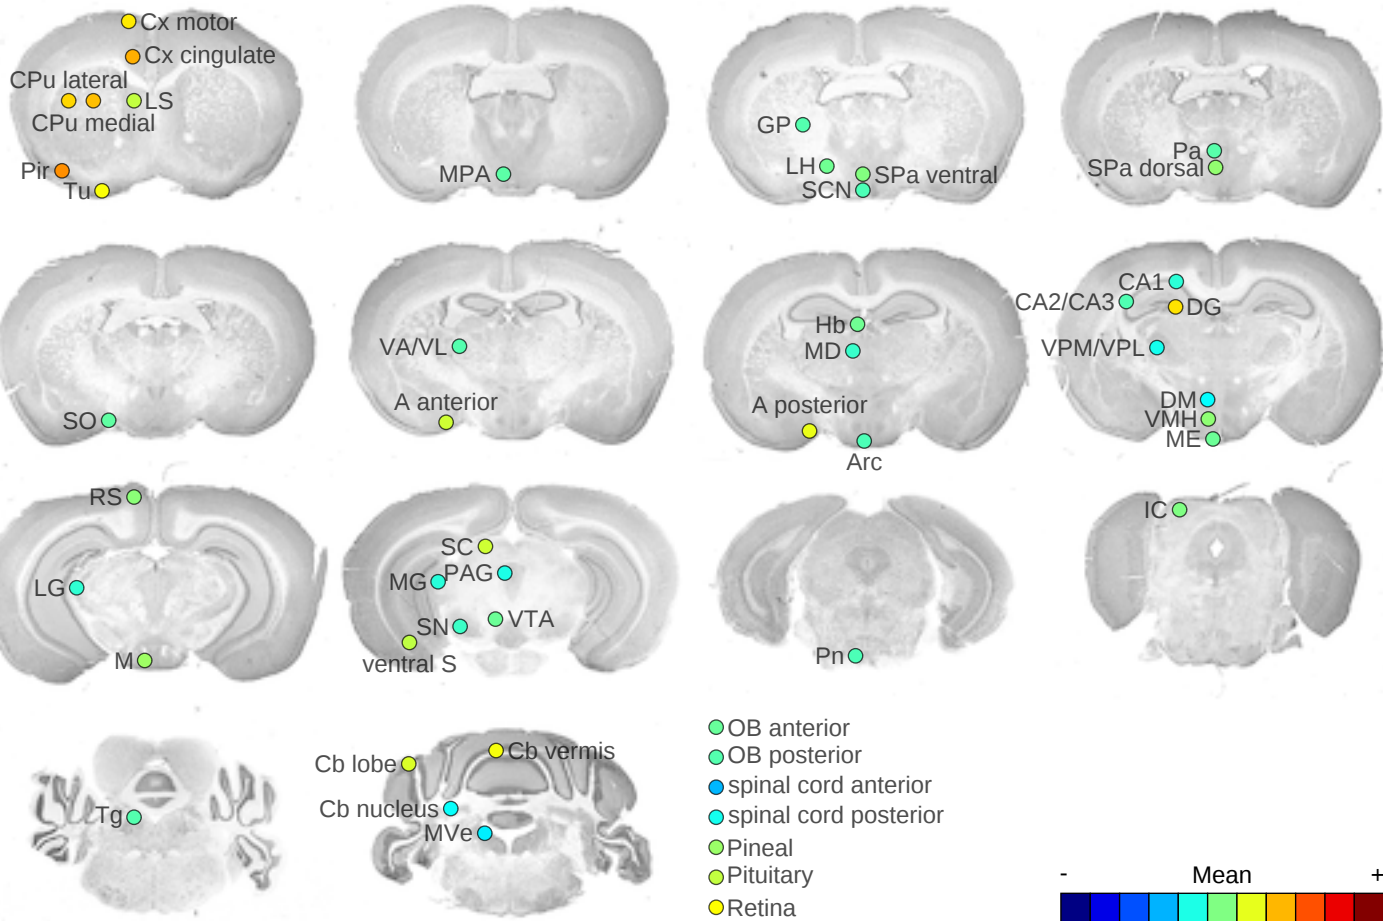 Cx motor
Cx cingulate
CPu lateral
LS
CPu medial
Pir
Tu
MPA
GP
LH
SPa ventral
SCN
Pa
SPa dorsal
SO
VA/VL
A anterior
Hb
MD
A posterior
Arc
CA1
CA2/CA3
DG
VPM/VPL
DM
VMH
ME
RS
LG
M
SC
MG
PAG
SN
VTA
ventral S
Pn
IC
Tg
Cb lobe
Cb vermis
Cb nucleus
MVe
OB anterior
OB posterior
spinal cord anterior
spinal cord posterior
Pineal
Pituitary
Retina
- Mean +